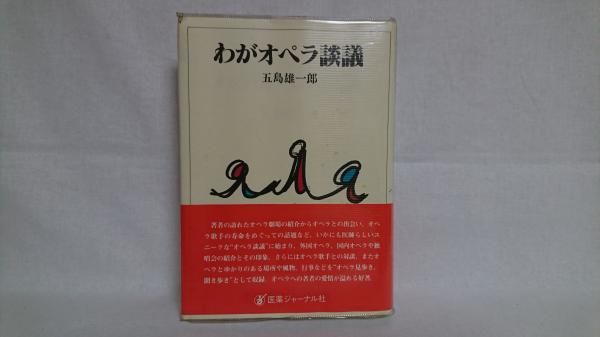 わがオペラ談議
五島雄一郎
著者の訪れたオペラ劇場の紹介からオペラとの出会い、オペ
ラ歌手の寿命をめぐっての話題など、いかにも医師らしいユ
ニークな"オペラ談議"に始まり、外国オペラ、国内オペラや独
唱会の紹介とその印象、さらにはオペラ歌手との対談、またオ
ペラとゆかりのある場所や風物、行事などを"オペラ見歩き、
聞き歩き"として収録。オペラへの著者の愛情が溢れる好著
医薬ジャーナル社